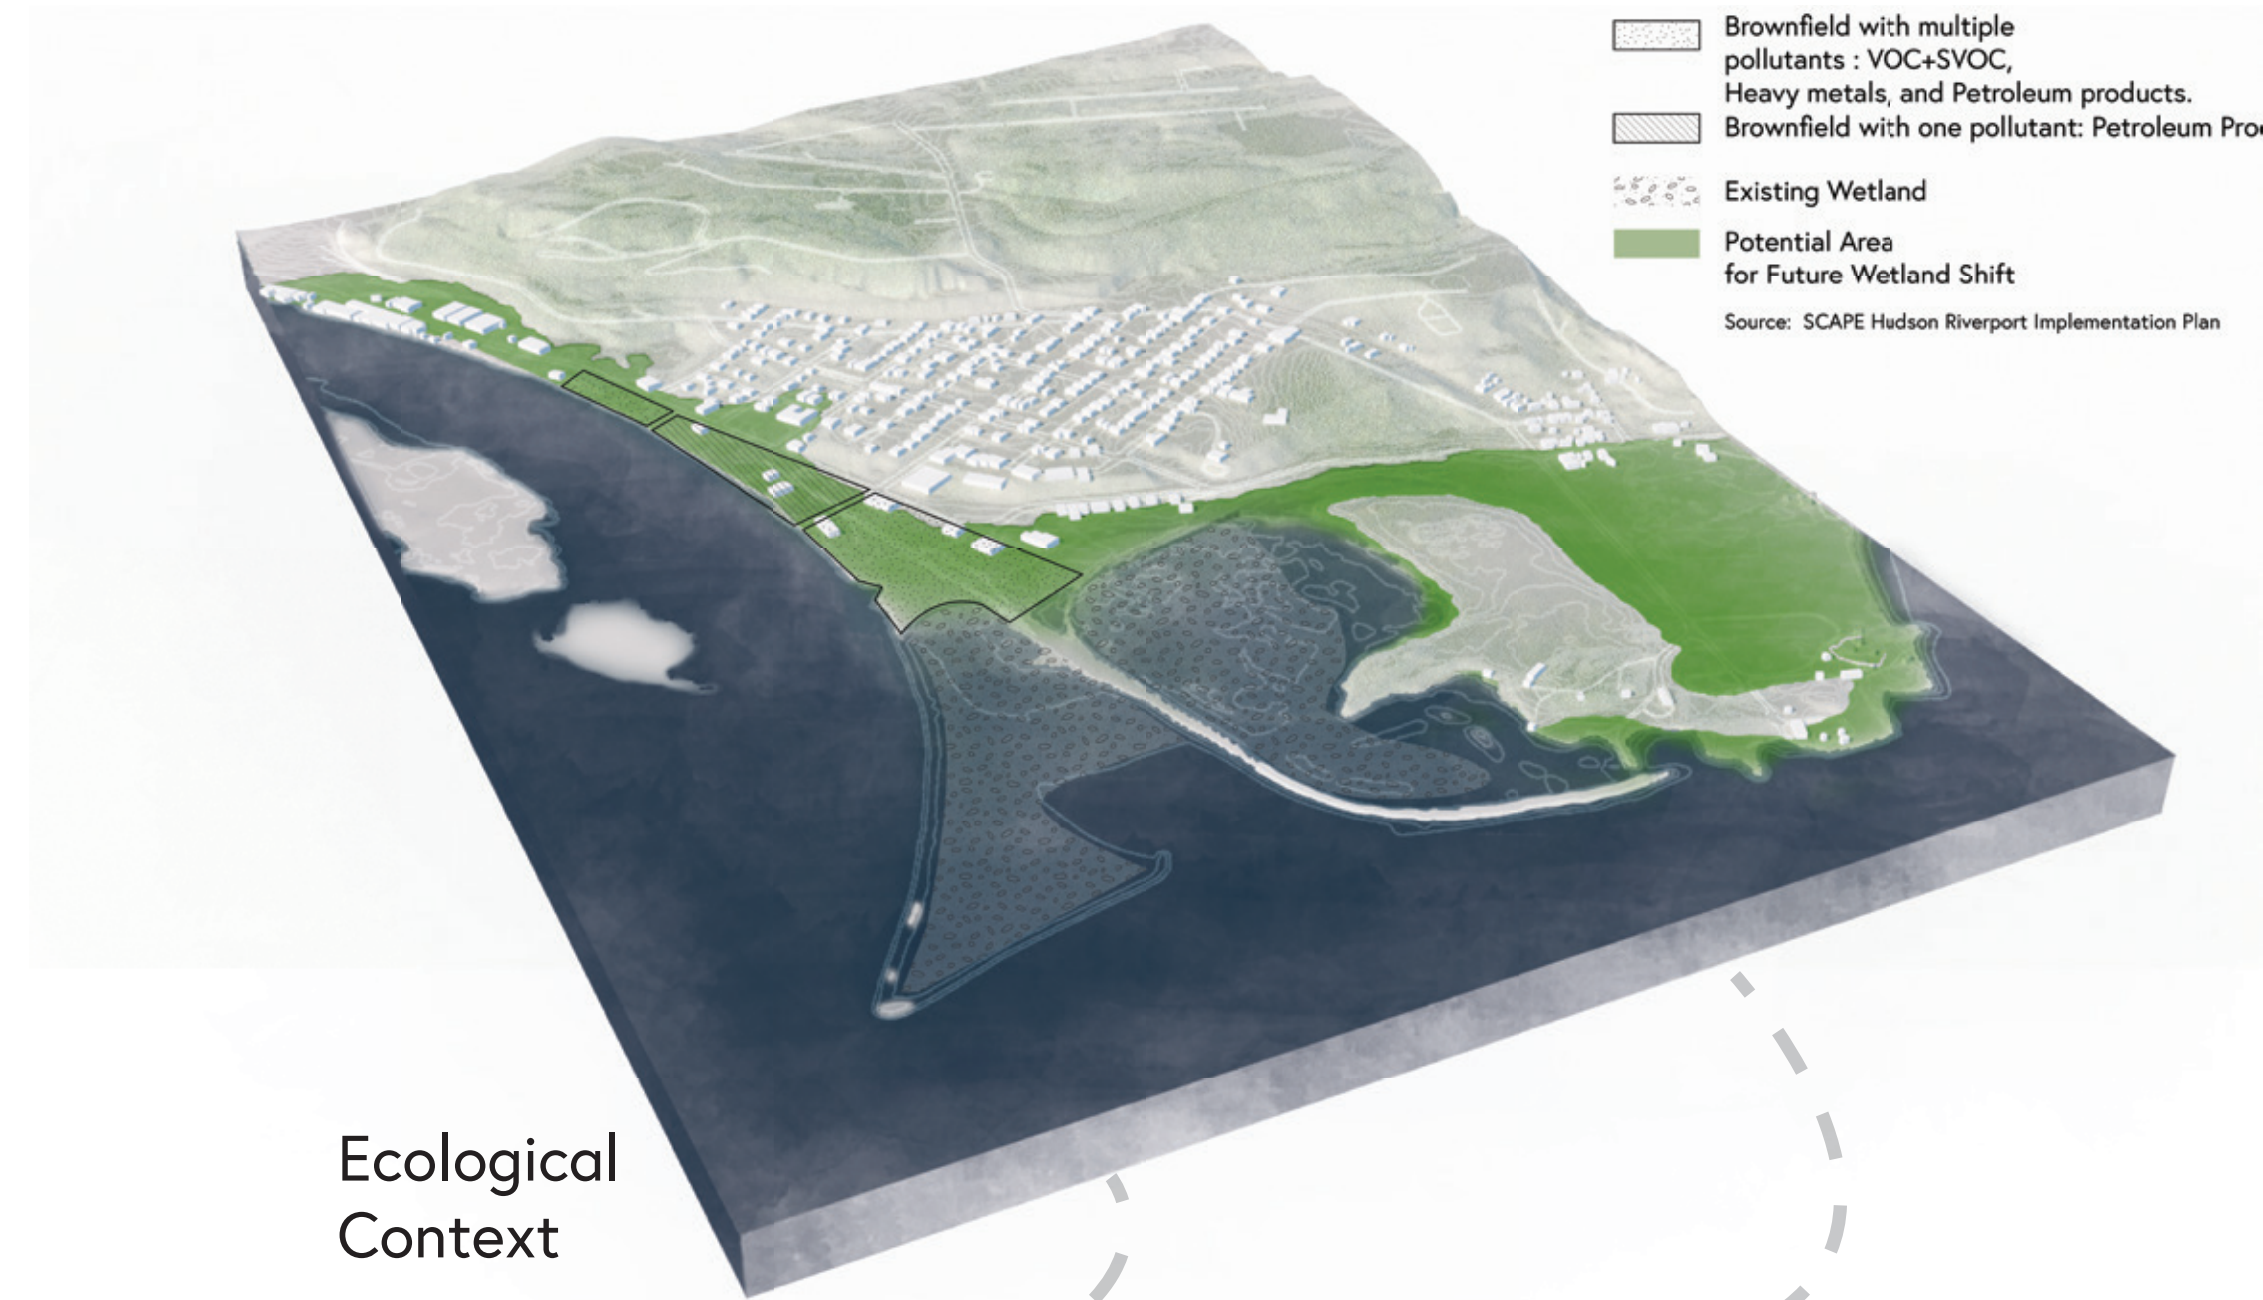 Brownfield with multiple
pollutants : VOC+SVOC,
Heavy metals, and Petroleum products.
Brownfield with one pollutant: Petroleum
Existing Wetland
Potential Area
for Future Wetland Shift
Source: SCAPE Hudson Riverport Implementation Plan
Ecological
Context